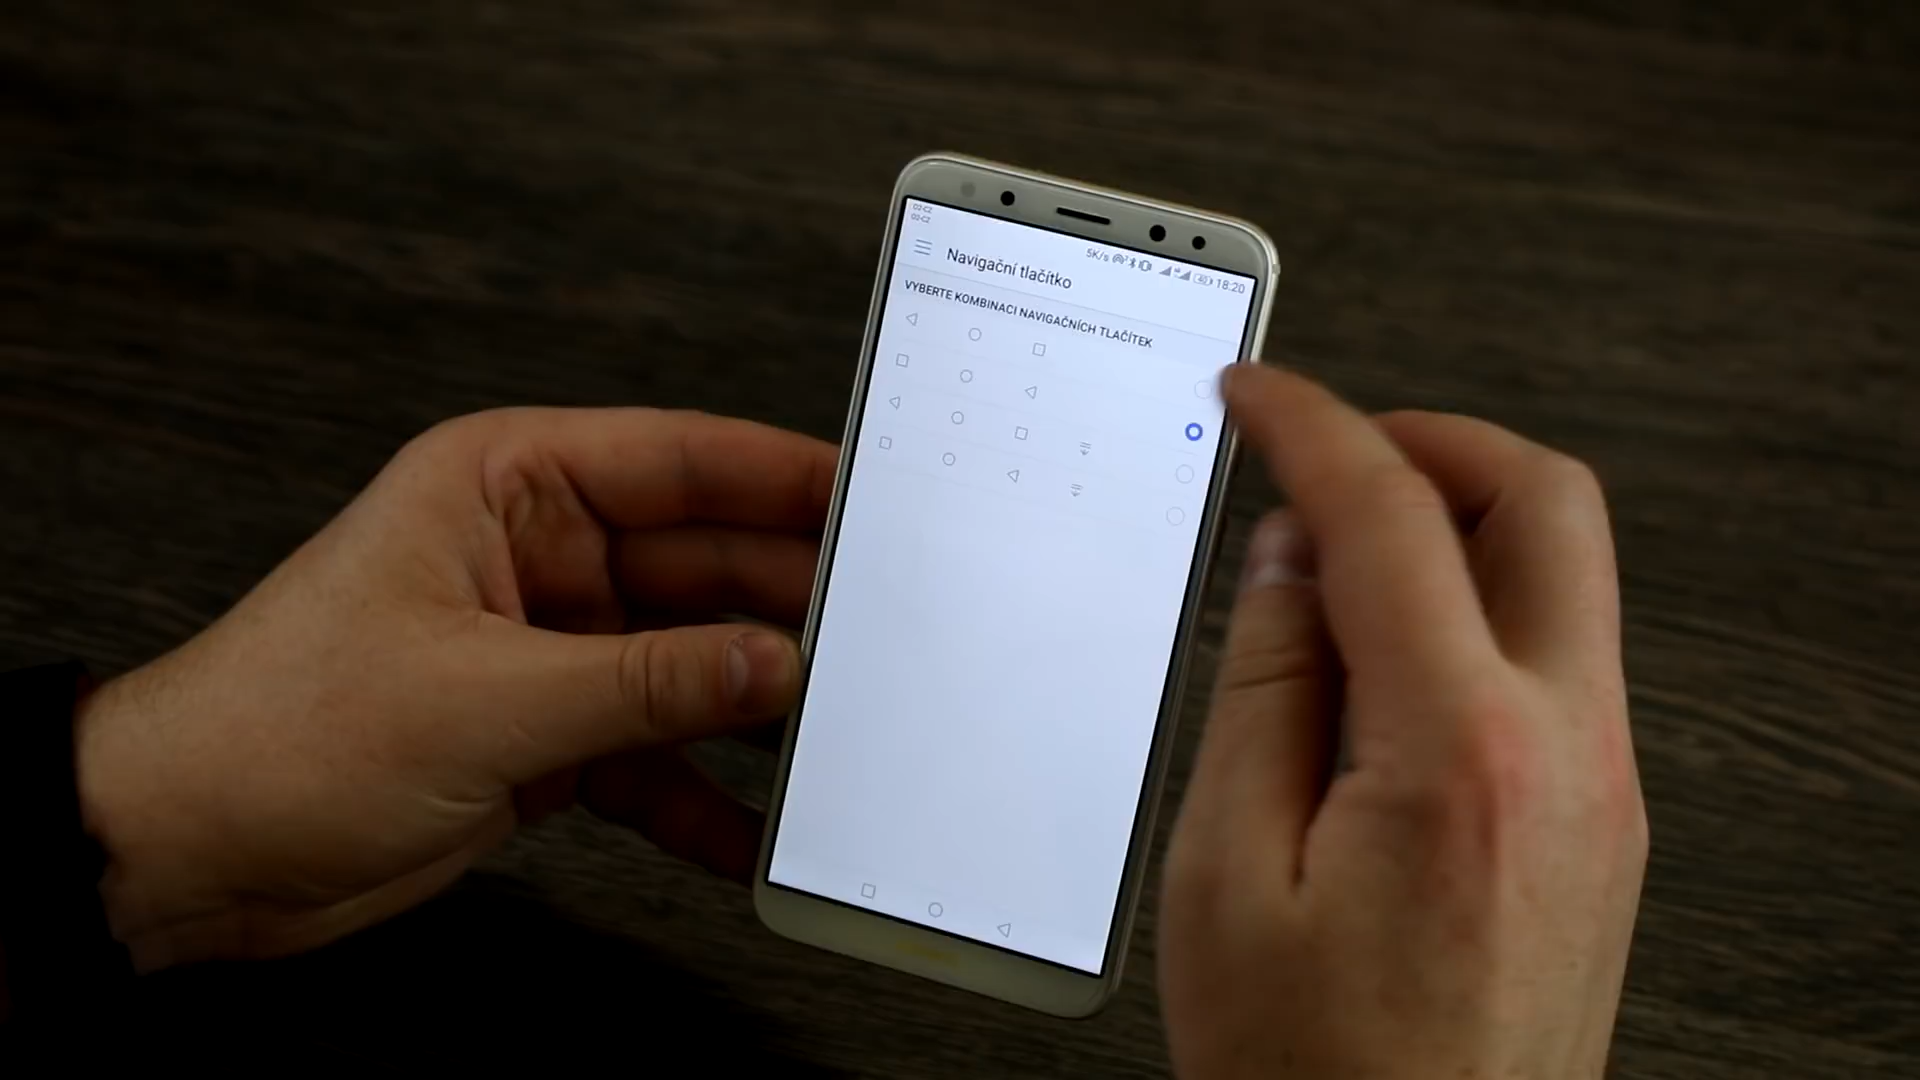 O2-CZ
O2-CZ
5K/s 18:20
Navigační tlačítko
VYBERTE KOMBINACI NAVIGAČNÍCH TLAČÍTEK